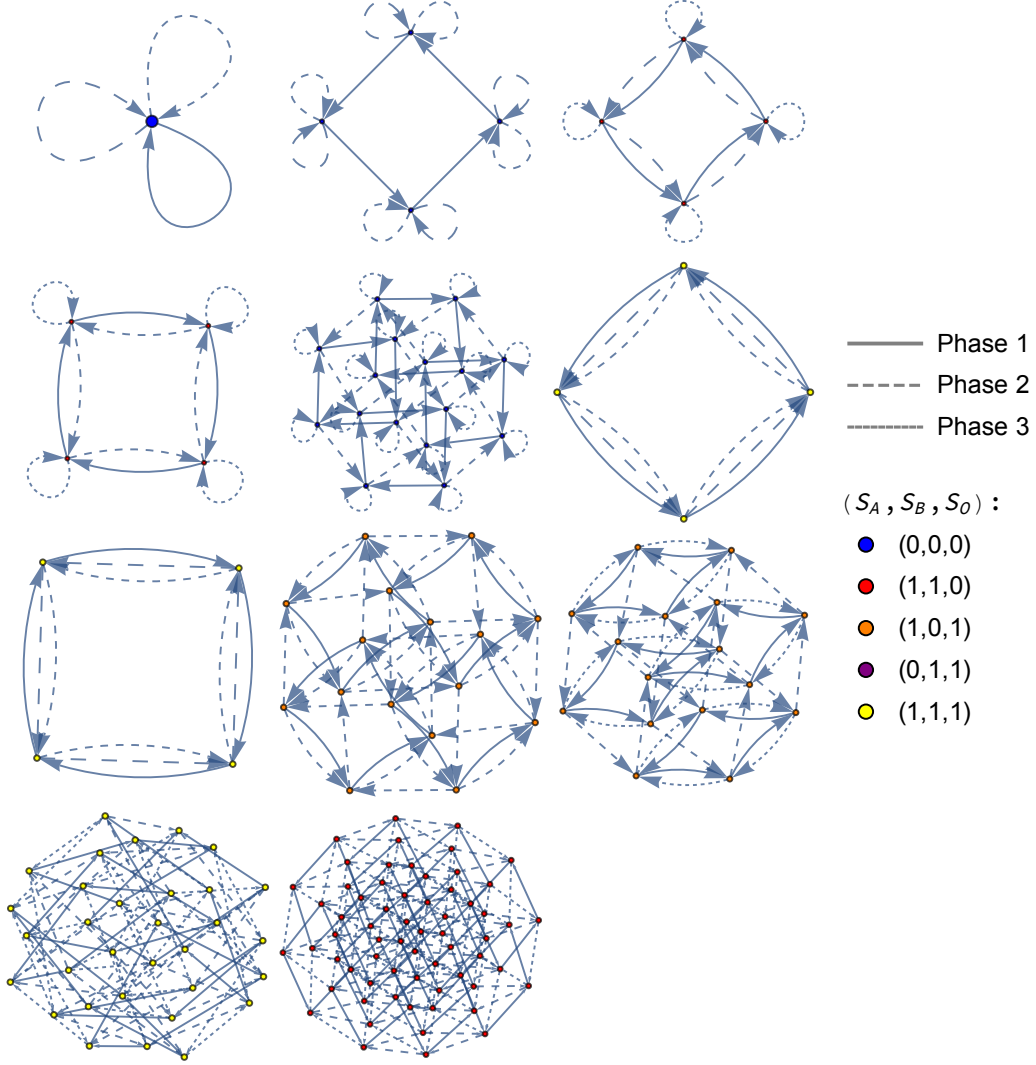 Phase 1
Phase 2
Phase 3
(S_A, S_B, S_O) :
(0,0,0)
(1,1,0)
(1,0,1)
(0,1,1)
(1,1,1)